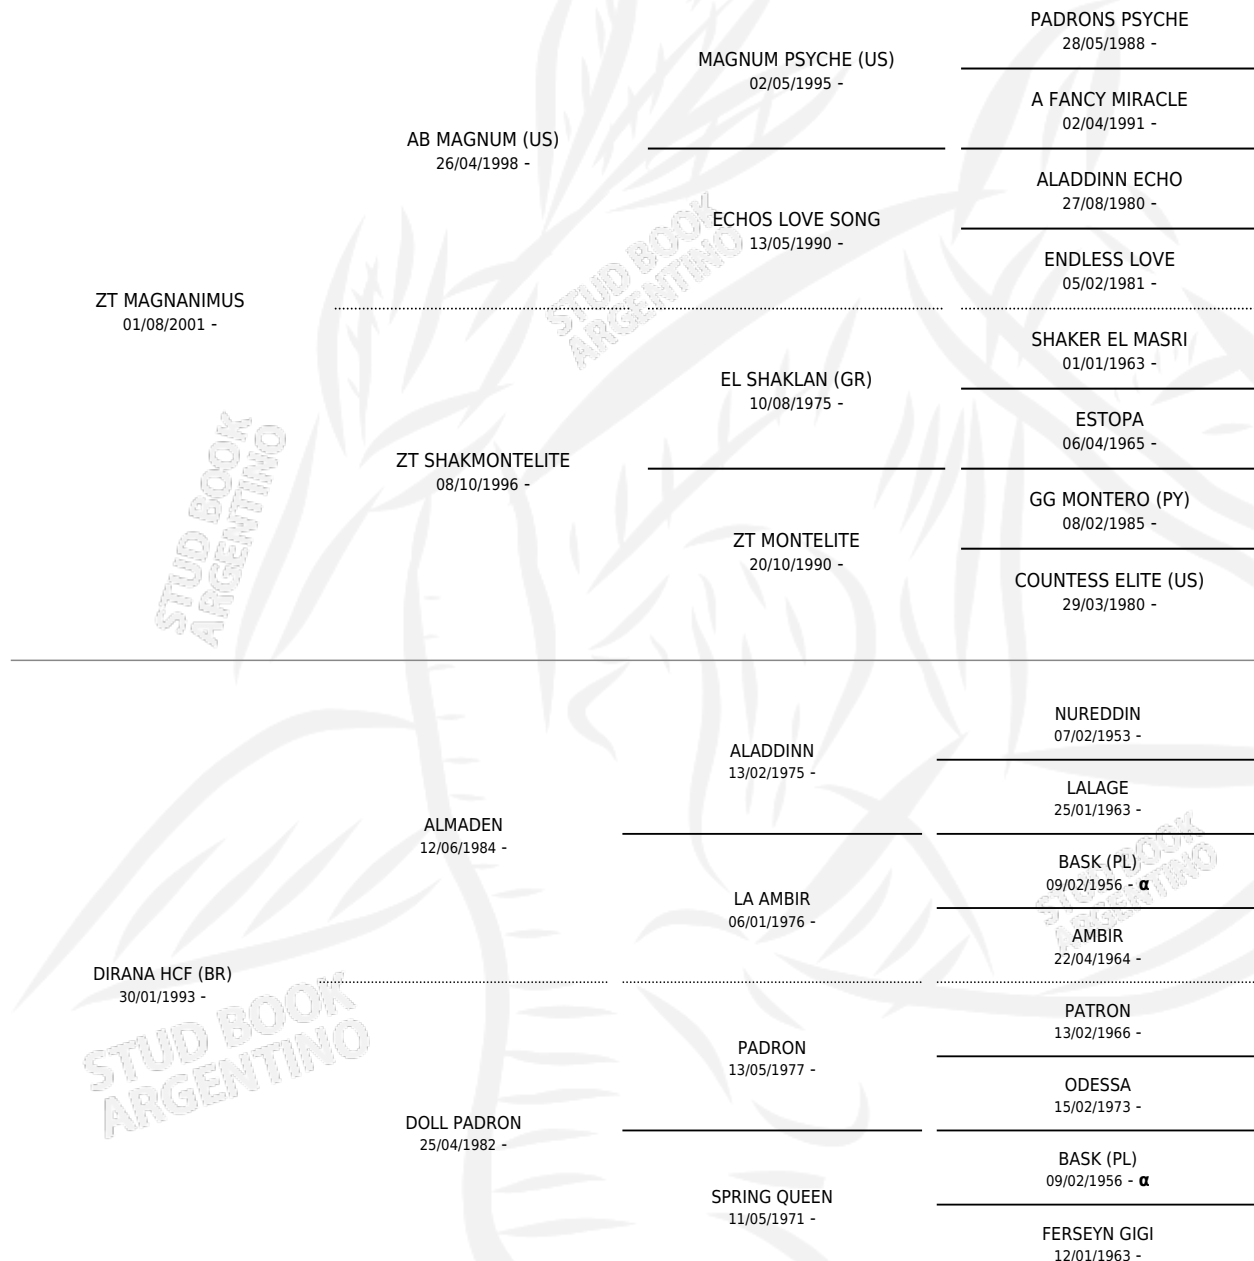 PADRONS PSYCHE
28/05/1988 -
MAGNUM PSYCHE (US)
02/05/1995 -
A FANCY MIRACLE
02/04/1991 -
AB MAGNUM (US)
26/04/1998 -
ALADDINN ECHO
27/08/1980 -
ECHOS LOVE SONG
13/05/1990 -
ENDLESS LOVE
05/02/1981 -
ZT MAGNANIMUS
01/08/2001 -
SHAKER EL MASRI
01/01/1963 -
EL SHAKLAN (GR)
10/08/1975 -
ESTOPA
06/04/1965 -
ZT SHAKMONTELITE
08/10/1996 -
GG MONTERO (PY)
08/02/1985 -
ZT MONTELITE
20/10/1990 -
COUNTESS ELITE (US)
29/03/1980 -
NUREDDIN
07/02/1953 -
ALADDINN
13/02/1975 -
LALAGE
25/01/1963 -
ALMADEN
12/06/1984 -
BASK (PL)
09/02/1956 - α
LA AMBIR
06/01/1976 -
AMBIR
22/04/1964 -
DIRANA HCF (BR)
30/01/1993 -
PATRON
13/02/1966 -
PADRON
13/05/1977 -
ODESSA
15/02/1973 -
DOLL PADRON
25/04/1982 -
BASK (PL)
09/02/1956 - α
SPRING QUEEN
11/05/1971 -
FERSEYN GIGI
12/01/1963 -
STUD BOOK
ARGENTINO
STUD BOOK
ARGENTINO
STUD BOOK
ARGENTINO
STUD BOOK
ARGENTINO